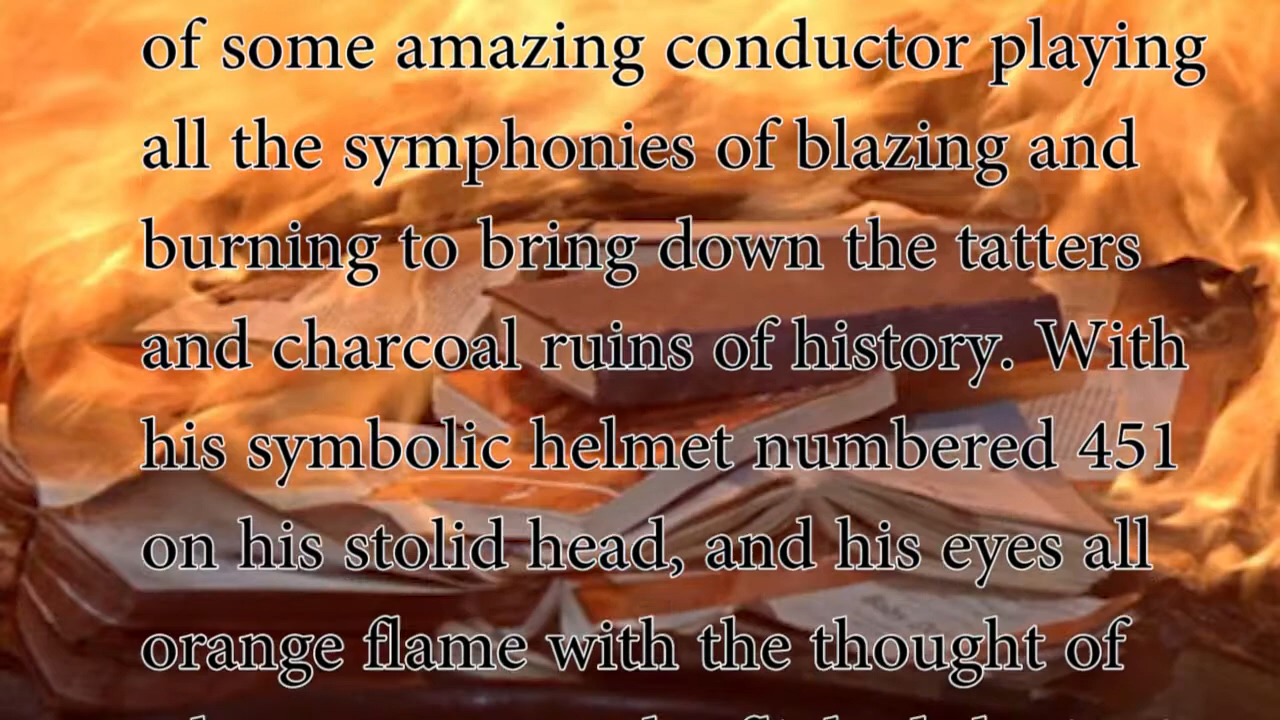 of some amazing conductor playing
all the symphonies of blazing and
burning to bring down the tatters
and charcoal ruins of history. With
his symbolic helmet numbered 451
on his stolid head, and his eyes all
orange flame with the thought of